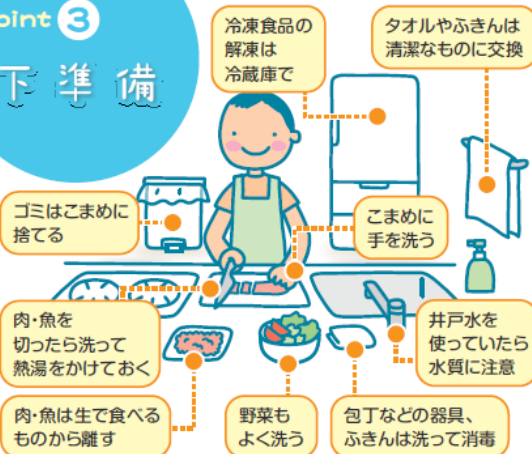 point 3
下準備
冷凍食品の
解凍は
冷蔵庫で
タオルやふきんは
清潔なものに交換
ゴミはこまめに
捨てる
こまめに
手を洗う
肉・魚を
切ったら洗って
熱湯をかけておく
井戸水を
使っていたら
水質に注意
肉・魚は生で食べる
ものから離す
野菜も
よく洗う
包丁などの器具、
ふきんは洗って消毒